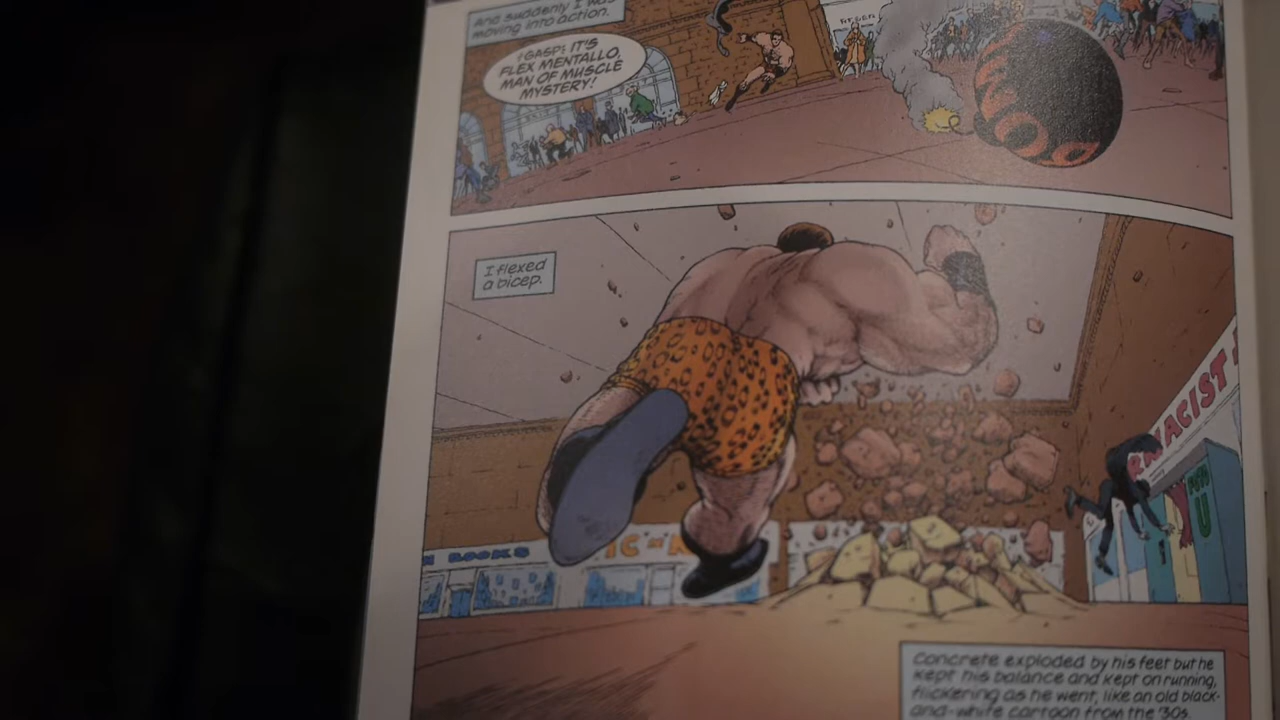 And suddenly I was
moving into action.
(GASP) IT'S
FLEX MENTALLO,
MAN OF MUSCLE
MYSTERY!
I flexed
a bicep.
BOOKS
RMACIST
U
Concrete exploded by his feet but he
kept his balance and kept on running,
flickering as he went, like an old black-
and-white cartoon from the '30s